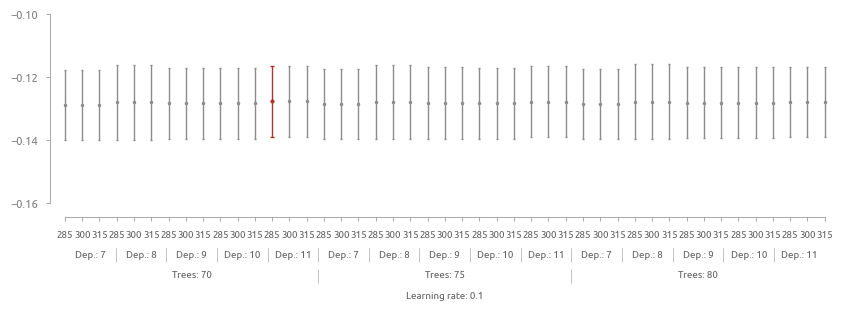 −0.10
−0.12
−0.14
−0.16
285 300 315 285 300 315 285 300 315 285 300 315 285 300 315 285 300 315 285 300 315 285 300 315 285 300 315 285 300 315 285 300 315 285 300 315 285 300 315 285 300 315 285 300 315
Dep.: 7 Dep.: 8 Dep.: 9 Dep.: 10 Dep.: 11 Dep.: 7 Dep.: 8 Dep.: 9 Dep.: 10 Dep.: 11 Dep.: 7 Dep.: 8 Dep.: 9 Dep.: 10 Dep.: 11
Trees: 70 Trees: 75 Trees: 80
Learning rate: 0.1